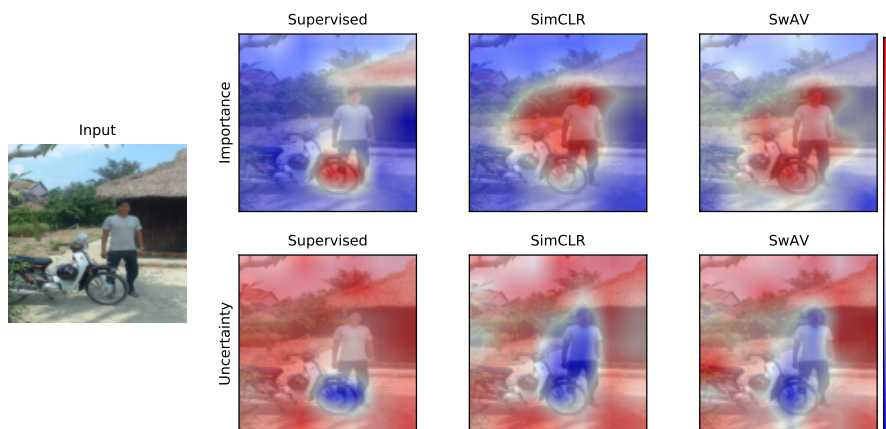 Supervised
SimCLR
SwAV
Importance
Input
Supervised
SimCLR
SwAV
Uncertainty